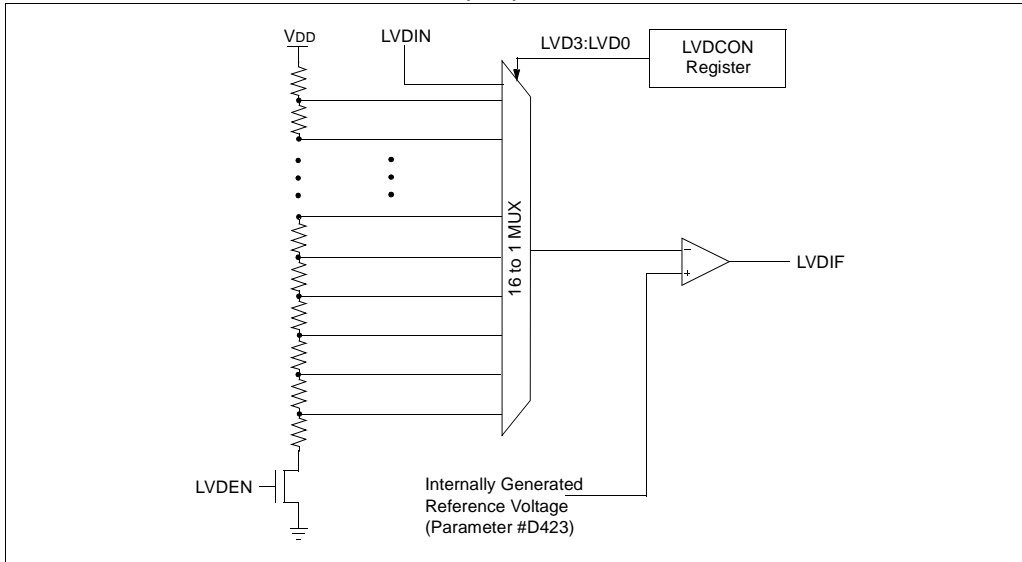 VDD
LVDIN
LVD3:LVD0
LVDCON
Register
16 to 1 MUX
–
+
LVDIF
LVDEN
Internally Generated
Reference Voltage
(Parameter #D423)